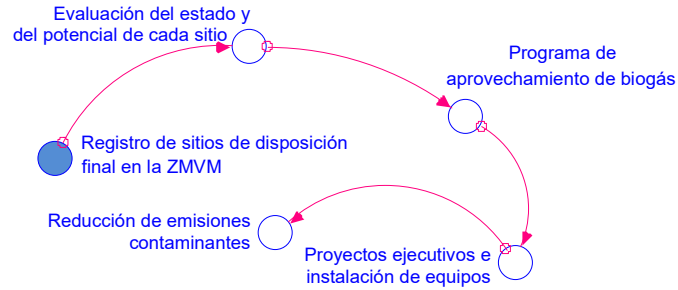 Evaluación del estado y
del potencial de cada sitio
Programa de
aprovechamiento de biogás
Registro de sitios de disposición
final en la ZMVM
Reducción de emisiones
contaminantes
Proyectos ejecutivos e
instalación de equipos